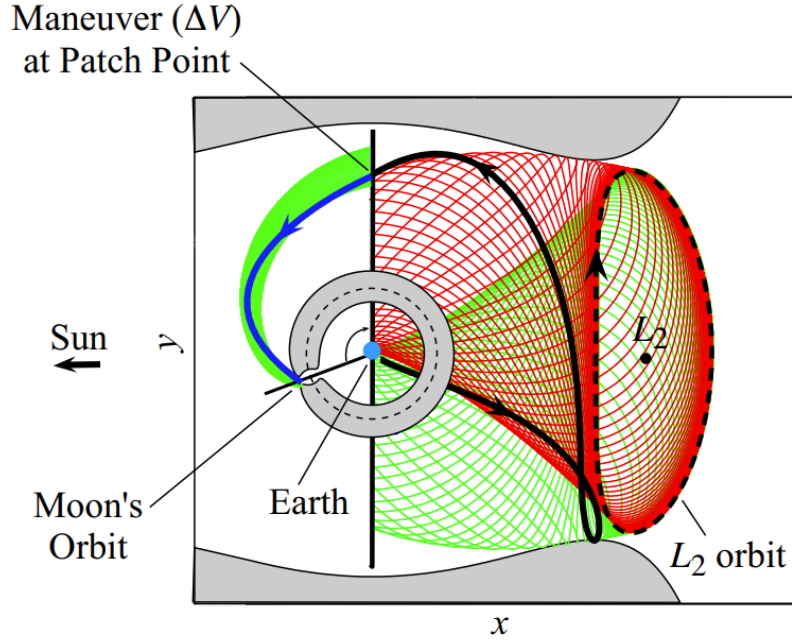 Maneuver (ΔV)
at Patch Point
Sun
y
L2
Earth
Moon's
Orbit
L2 orbit
x